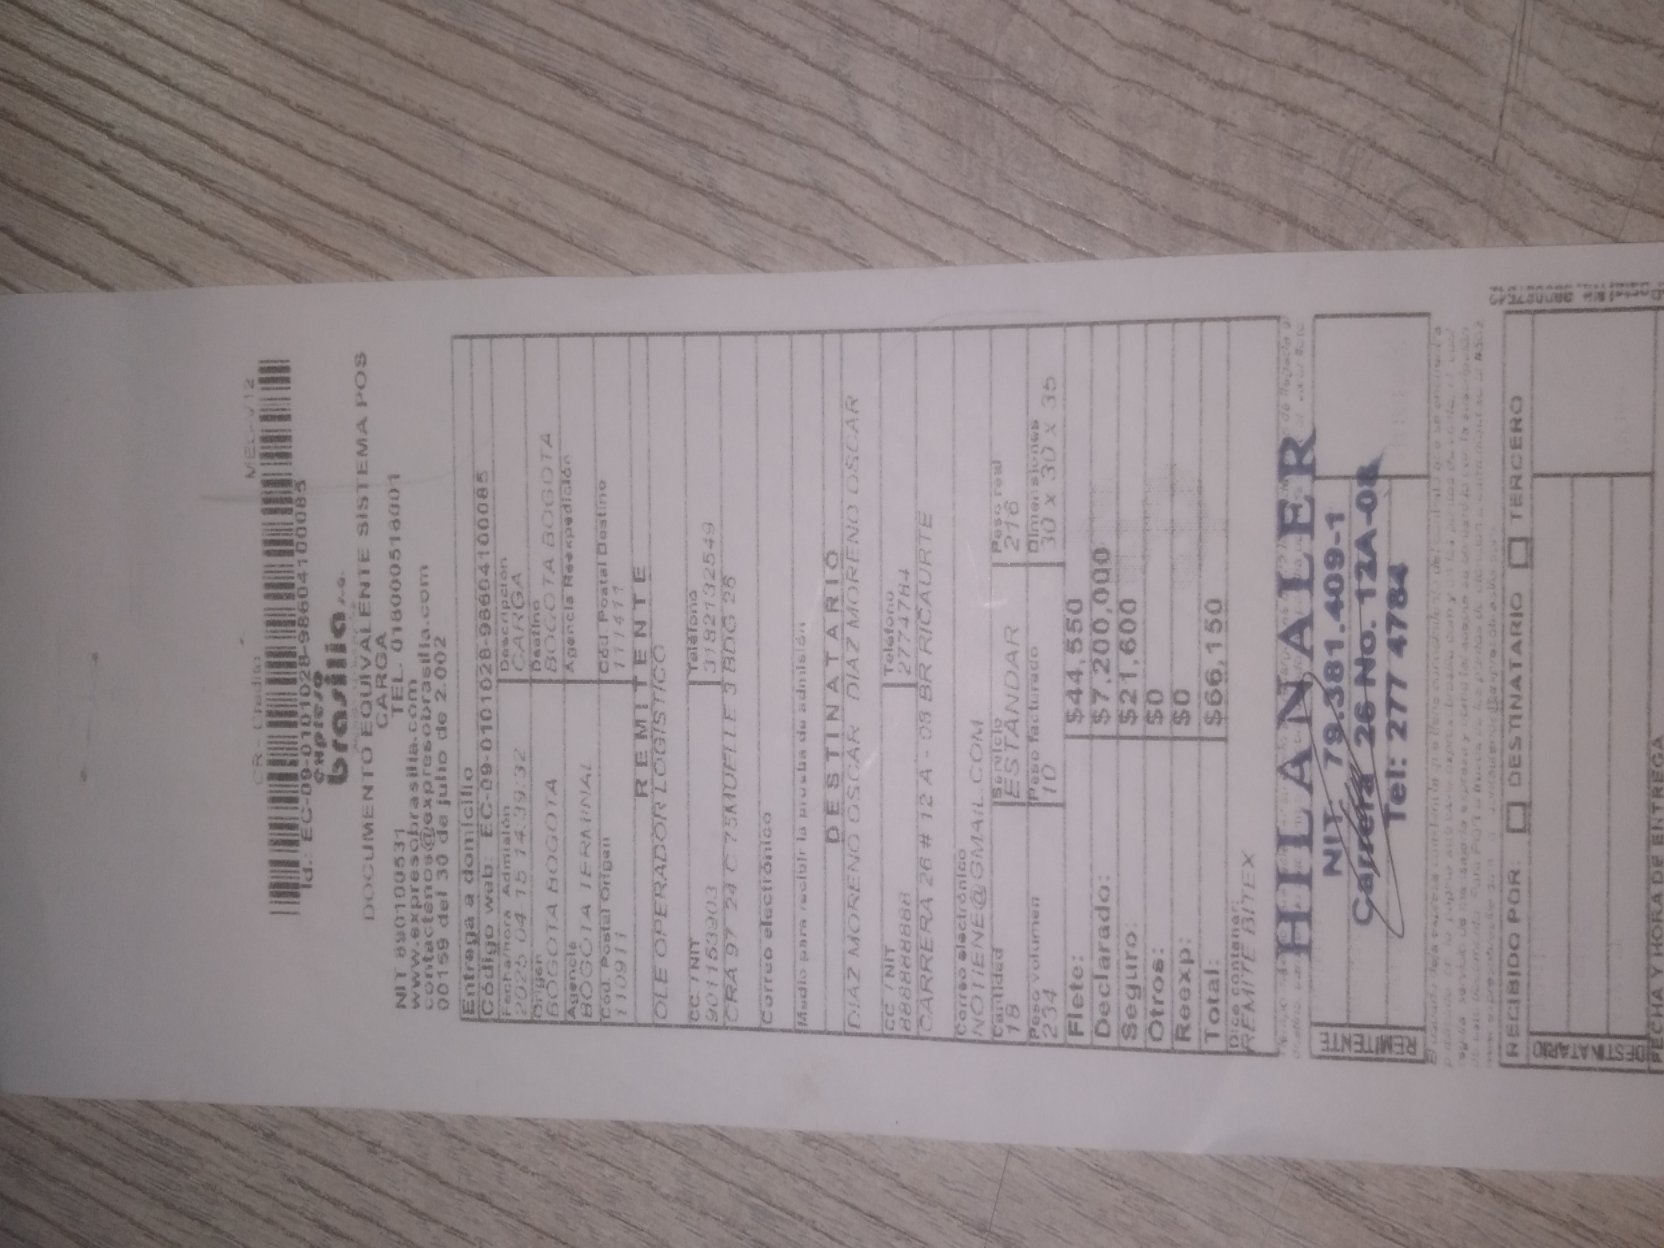 CR - Credito
Id.: EC-09-0101028-98604100085
expreso
brasilia s.a.
DOCUMENTO EQUIVALENTE SISTEMA POS
CARGA
NIT 890100531 TEL. 018000518001
www.expresobrasilia.com
contactenos@expresobrasilia.com
00159 del 30 de julio de 2.002
Entrega a domicilio
Código web: EC-09-0101028-98604100085
Fecha/hora Admisión Descripción
2025 04 15 14:39:32 CARGA
Origen Destino
BOGOTA BOGOTA BOGOTA BOGOTA
Agencia Agencia Reexpedición
BOGOTA TERMINAL
Cód. Postal Origen Cód. Postal Destino
110911 111411
REMITENTE
OLE OPERADOR LOGISTICO
CC / NIT Teléfono
901153903 3182132549
CRA 97 24 C 75 MUELLE 3 BDG 26
Correo electrónico
Medio para recibir la prueba de admisión
DESTINATARIO
DIAZ MORENO OSCAR DIAZ MORENO OSCAR
CC / NIT Teléfono
8888888888 2774784
CARRERA 26 # 12 A - 08 BR RICAURTE
Correo electrónico
NOTIENE@GMAIL.COM
Cantidad Servicio Peso real
18 ESTANDAR 216
Peso volumen Peso facturado Dimensiones
234 10 30 X 30 X 35
Flete: $44,550
Declarado: $7,200,000
Seguro: $21,600
Otros: $0
Reexp: $0
Total: $66,150
Dice contener:
REMITE BITEX
HILANALER
NIT. 79.381.409-1
Carrera 26 No. 12A-08
Tel: 277 4784
REMITENTE
RECIBIDO POR: DESTINATARIO TERCERO
DESTINATARIO
FECHA Y HORA DE ENTREGA